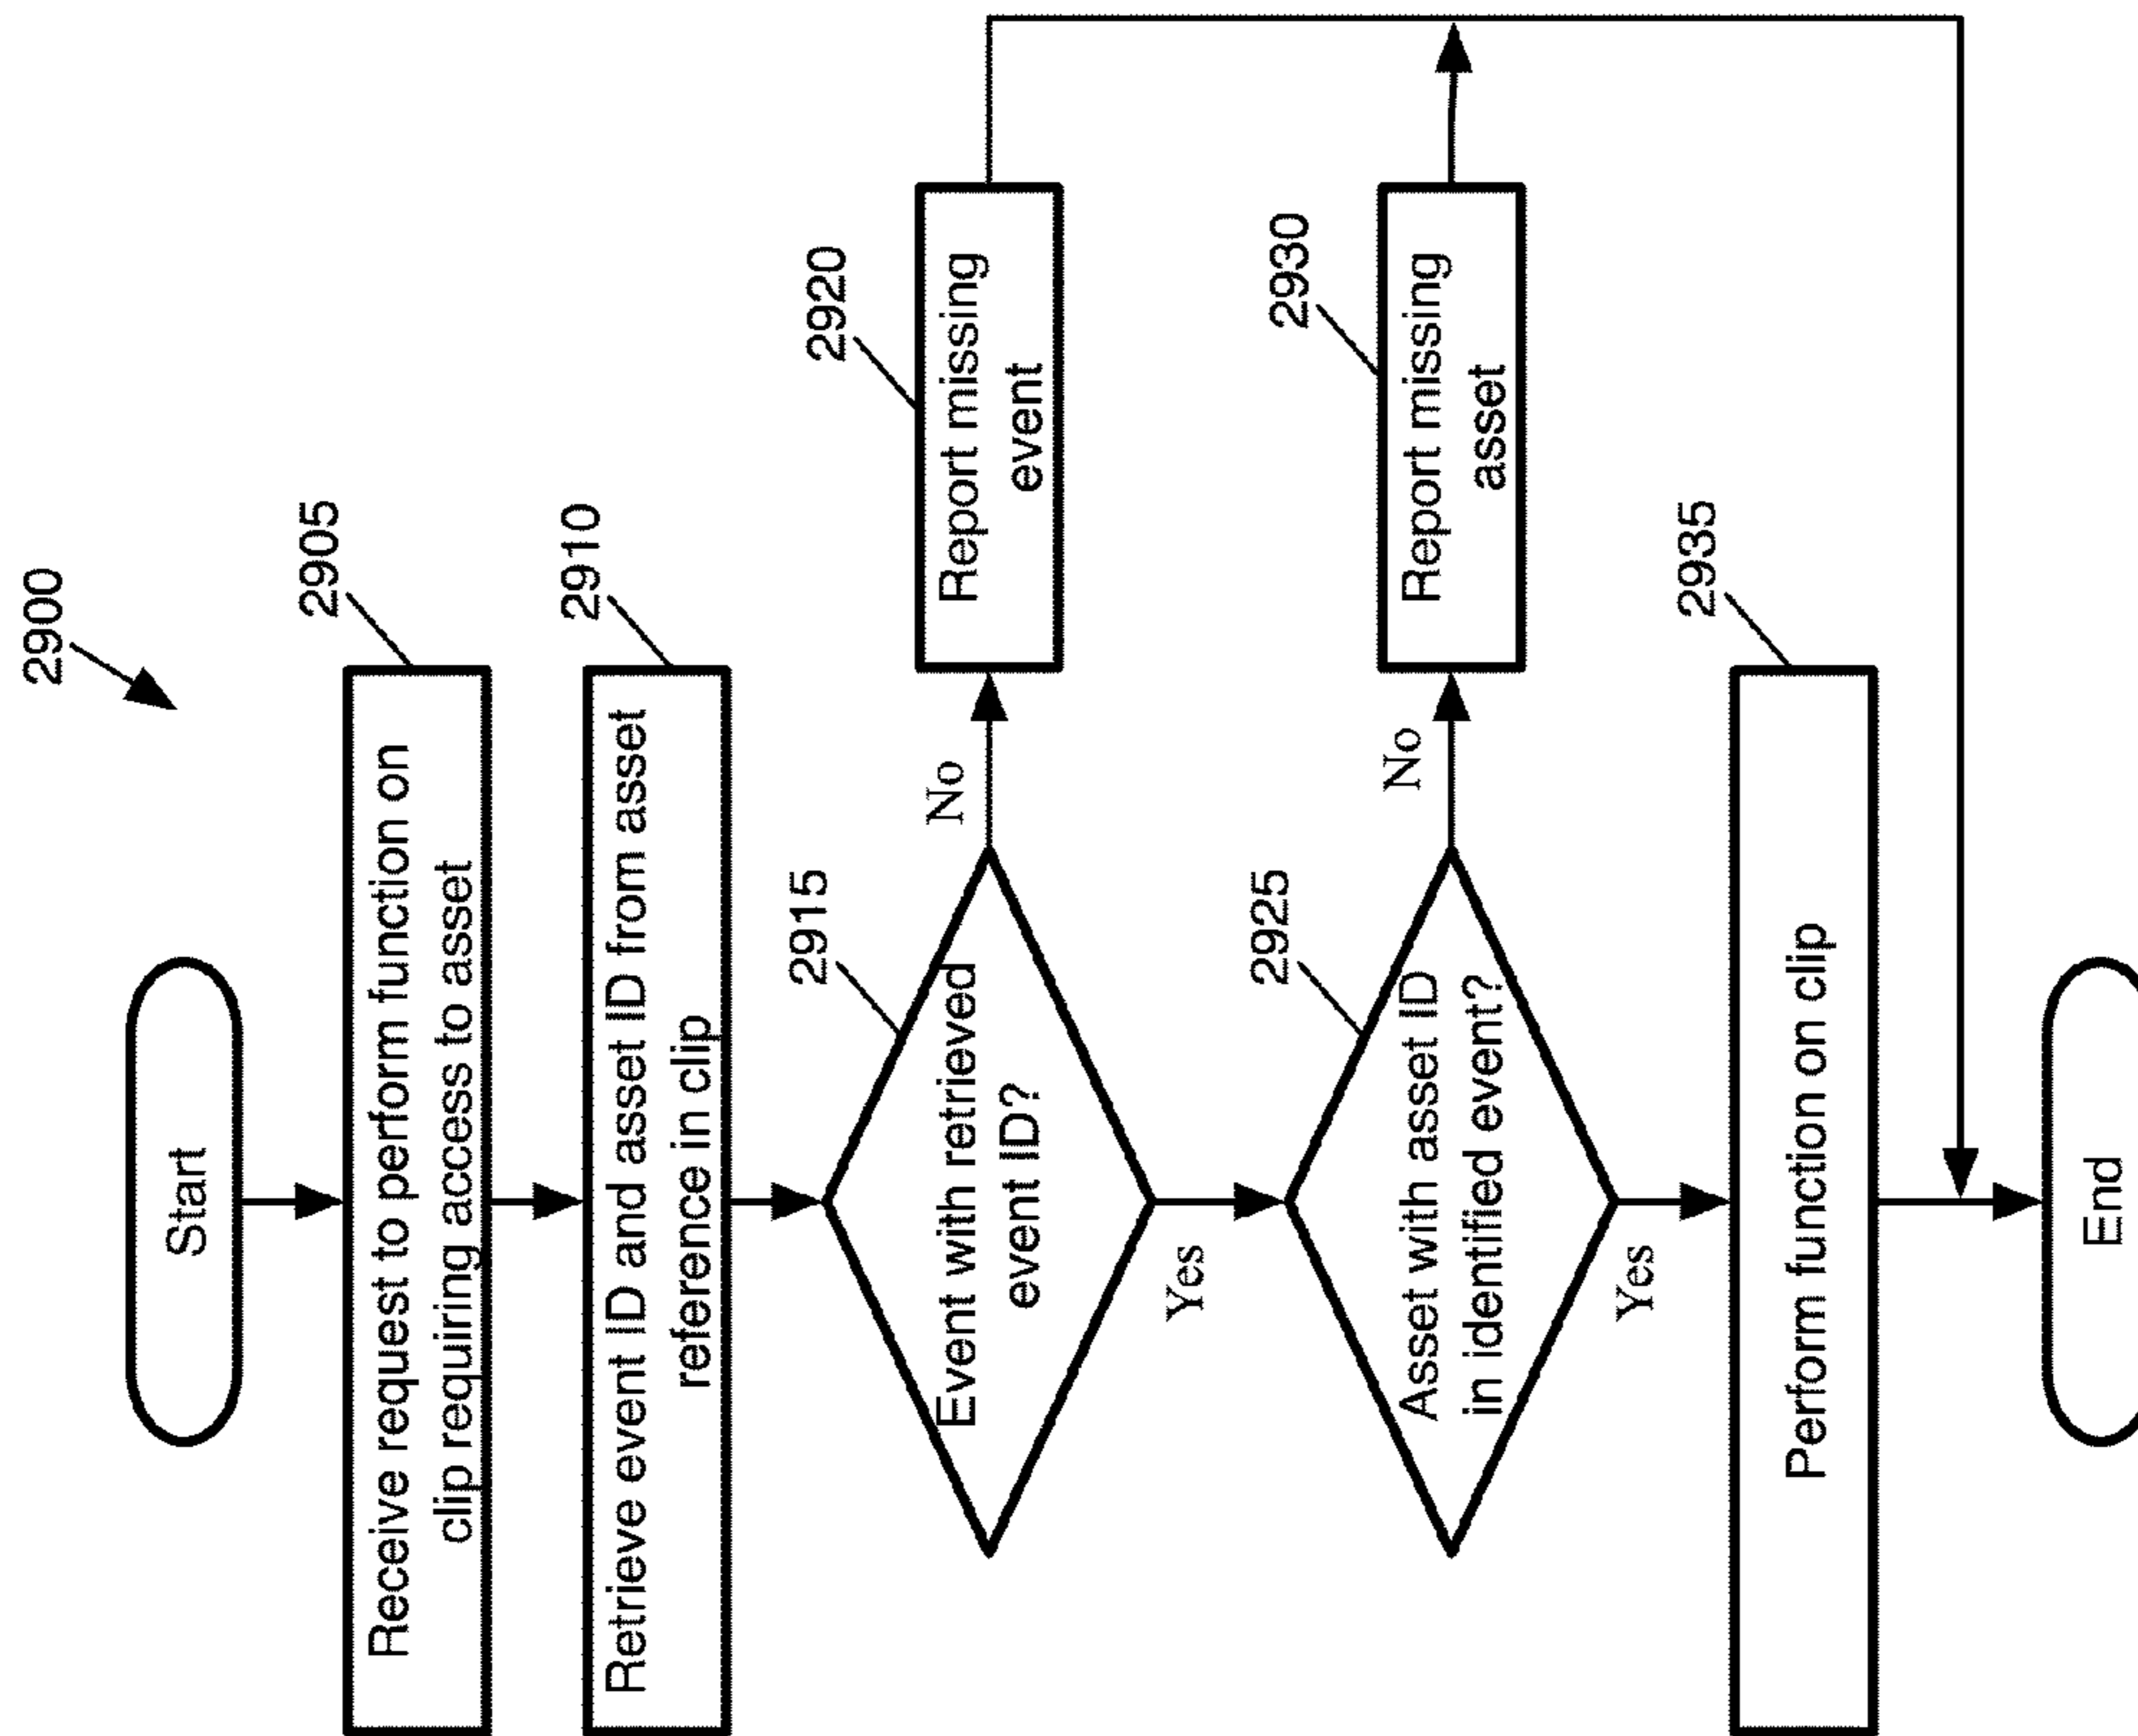 2900
Start
2905
Receive request to perform function on
clip requiring access to asset
2910
Retrieve event ID and asset ID from asset
reference in clip
2915
Event with retrieved
event ID?
No
2920
Report missing
event
Yes
2925
Asset with asset ID
in identified event?
No
2930
Report missing
asset
Yes
2935
Perform function on clip
End